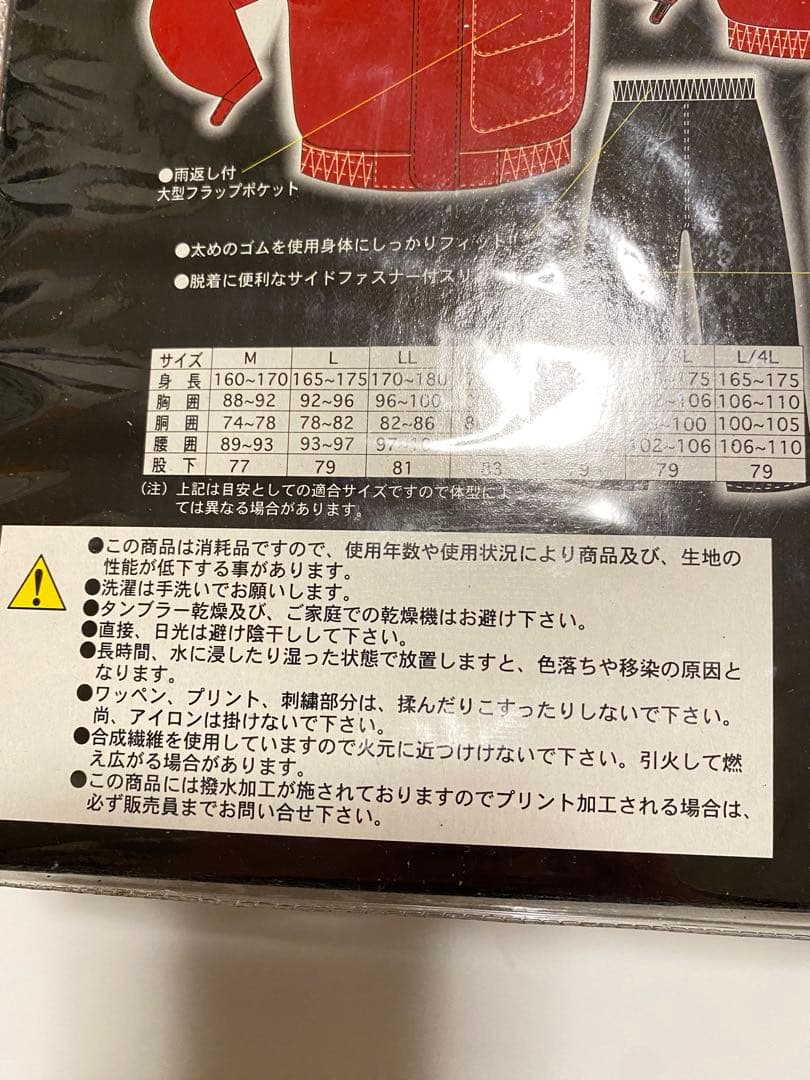 ●雨返し付
大型フラップポケット
●太めのゴムを使用身体にしっかりフィット!!
●脱着に便利なサイドファスナー付スリ
サイズ M L LL L/4L
身長 160~170 165~175 170~180 175 165~175
胸囲 88~92 92~96 96~100 106 106~110
胴囲 74~78 78~82 82~86 100 100~105
腰囲 89~93 93~97 102~106 106~110
股下 77 79 81 83 79 79
(注) 上記は目安としての適合サイズですので体型によ
ては異なる場合があります。
●この商品は消耗品ですので、使用年数や使用状況により商品及び、生地の
性能が低下する事があります。
●洗濯は手洗いでお願いします。
●タンブラー乾燥及び、ご家庭での乾燥機はお避け下さい。
●直接、日光は避け陰干しして下さい。
●長時間、水に浸したり湿った状態で放置しますと、色落ちや移染の原因と
なります。
●ワッペン、プリント、刺繍部分は、揉んだりこすったりしないで下さい。
尚、アイロンは掛けないで下さい。
●合成繊維を使用していますので火元に近つけけないで下さい。引火して燃
え広がる場合があります。
●この商品には撥水加工が施されておりますのでプリント加工される場合は、
必ず販売員までお問い合せ下さい。